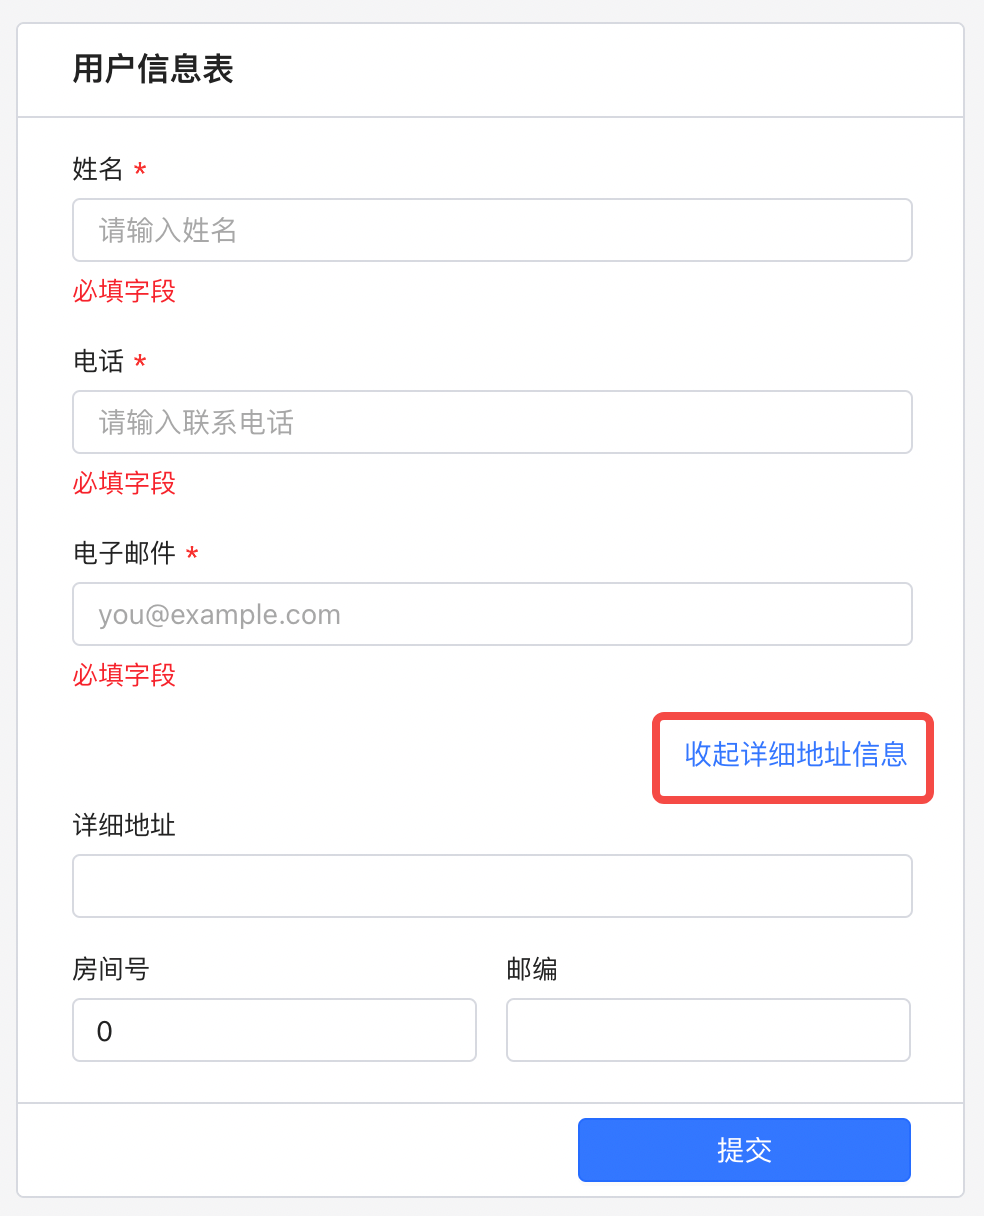 用户信息表
姓名 *
请输入姓名
必填字段
电话 *
请输入联系电话
必填字段
电子邮件 *
you@example.com
必填字段
收起详细地址信息
详细地址
房间号 邮编
0
提交